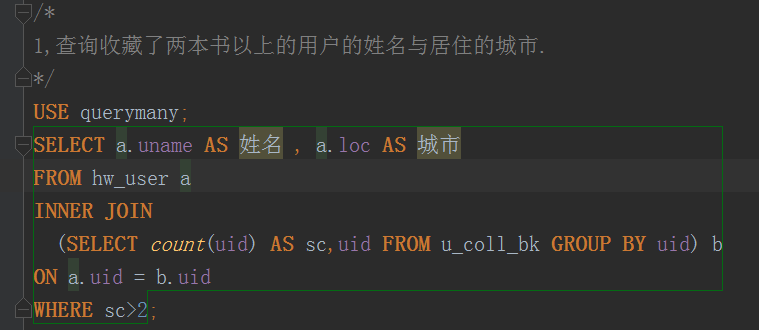 /*
1,查询收藏了两本书以上的用户的姓名与居住的城市.
*/
USE querymany;
SELECT a.uname AS 姓名 , a.loc AS 城市
FROM hw_user a
INNER JOIN
(SELECT count(uid) AS sc,uid FROM u_coll_bk GROUP BY uid) b
ON a.uid = b.uid
WHERE sc>2;